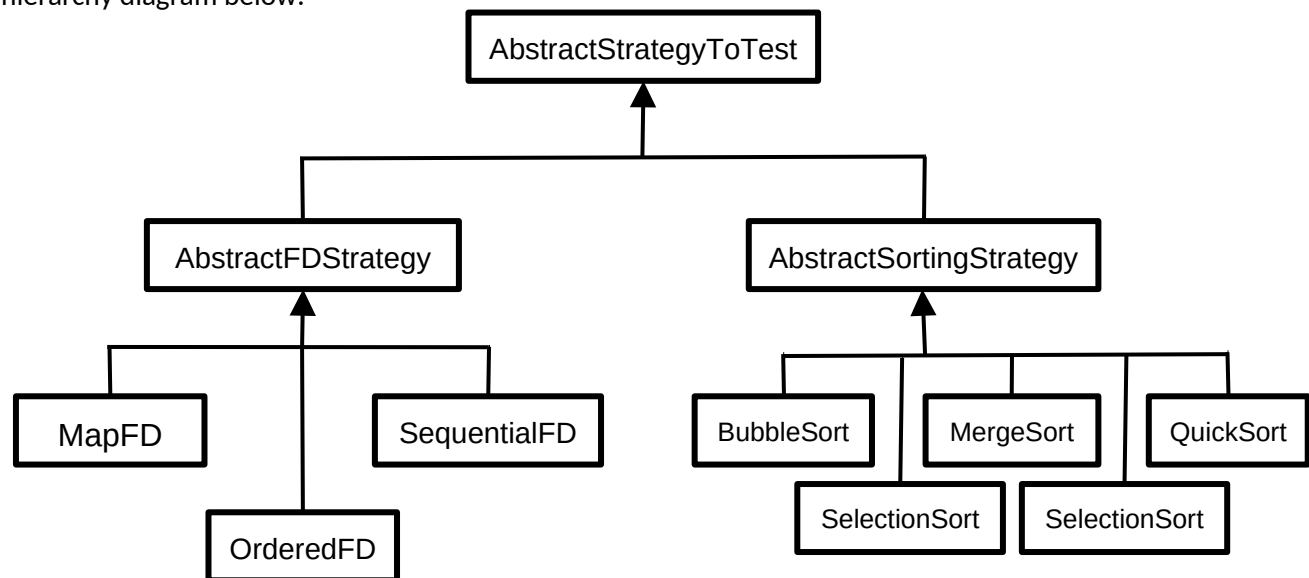 hierarchy diagram below.
AbstractStrategyToTest
AbstractFDStrategy
AbstractSortingStrategy
MapFD
SequentialFD
BubbleSort
MergeSort
QuickSort
SelectionSort
SelectionSort
OrderedFD